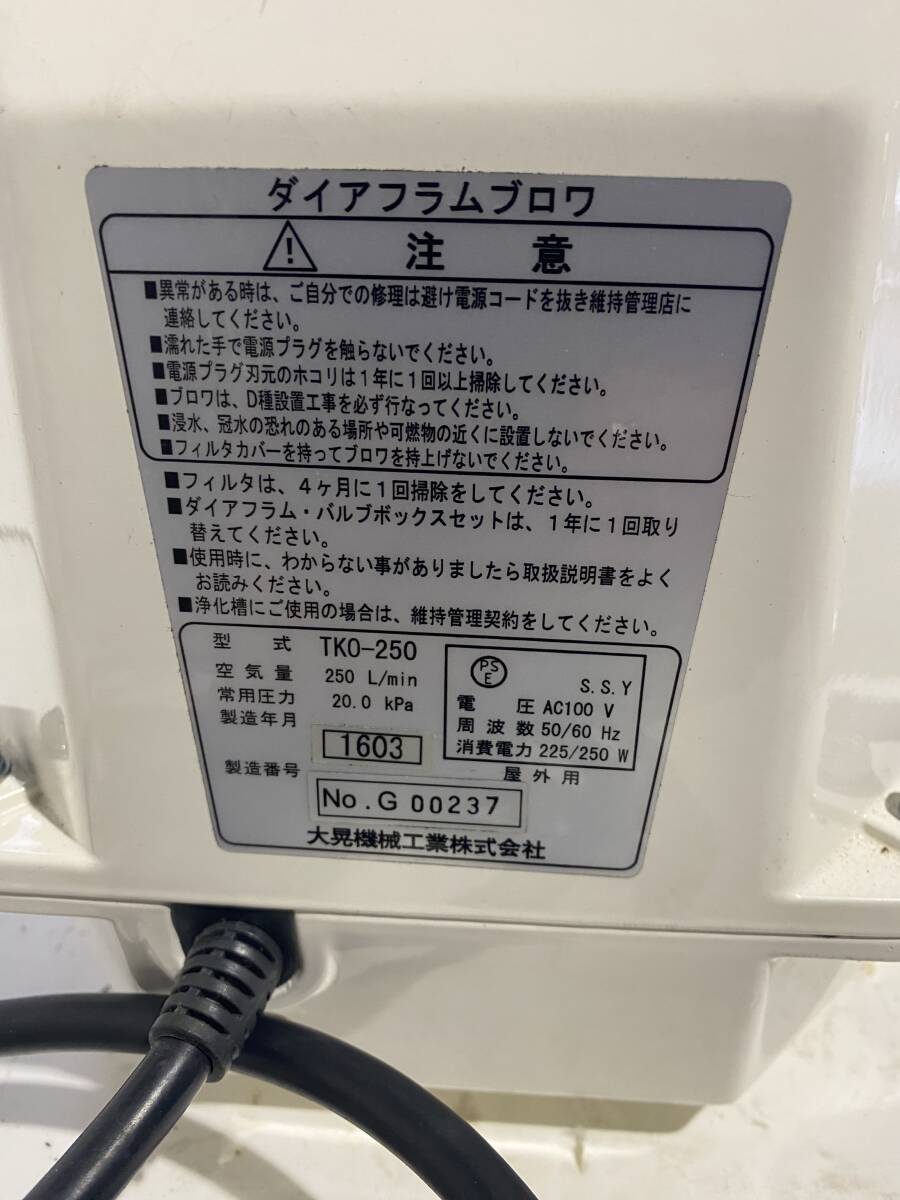 ダイアフラムブロワ
注 意
■異常がある時は、ご自分での修理は避け電源コードを抜き維持管理店に
連絡してください。
■濡れた手で電源プラグを触らないでください。
■電源プラグ刃元のホコリは1年に1回以上掃除してください。
■ブロワは、D種設置工事を必ず行なってください。
■浸水、冠水の恐れのある場所や可燃物の近くに設置しないでください。
■フィルタカバーを持ってブロワを持上げないでください。
■フィルタは、4ヶ月に1回掃除をしてください。
■ダイアフラム・バルブボックスセットは、1年に1回取り
替えてください。
■使用時に、わからない事がありましたら取扱説明書をよく
お読みください。
■浄化槽にご使用の場合は、維持管理契約をしてください。
型 式 TKO-250
空気量 250 L/min
常用圧力 20.0 kPa
製造年月 1603
製造番号 No.G 00237
PS
E
S.S.Y
電 圧 AC100 V
周波数 50/60 Hz
消費電力 225/250 W
屋外用
大晃機械工業株式会社